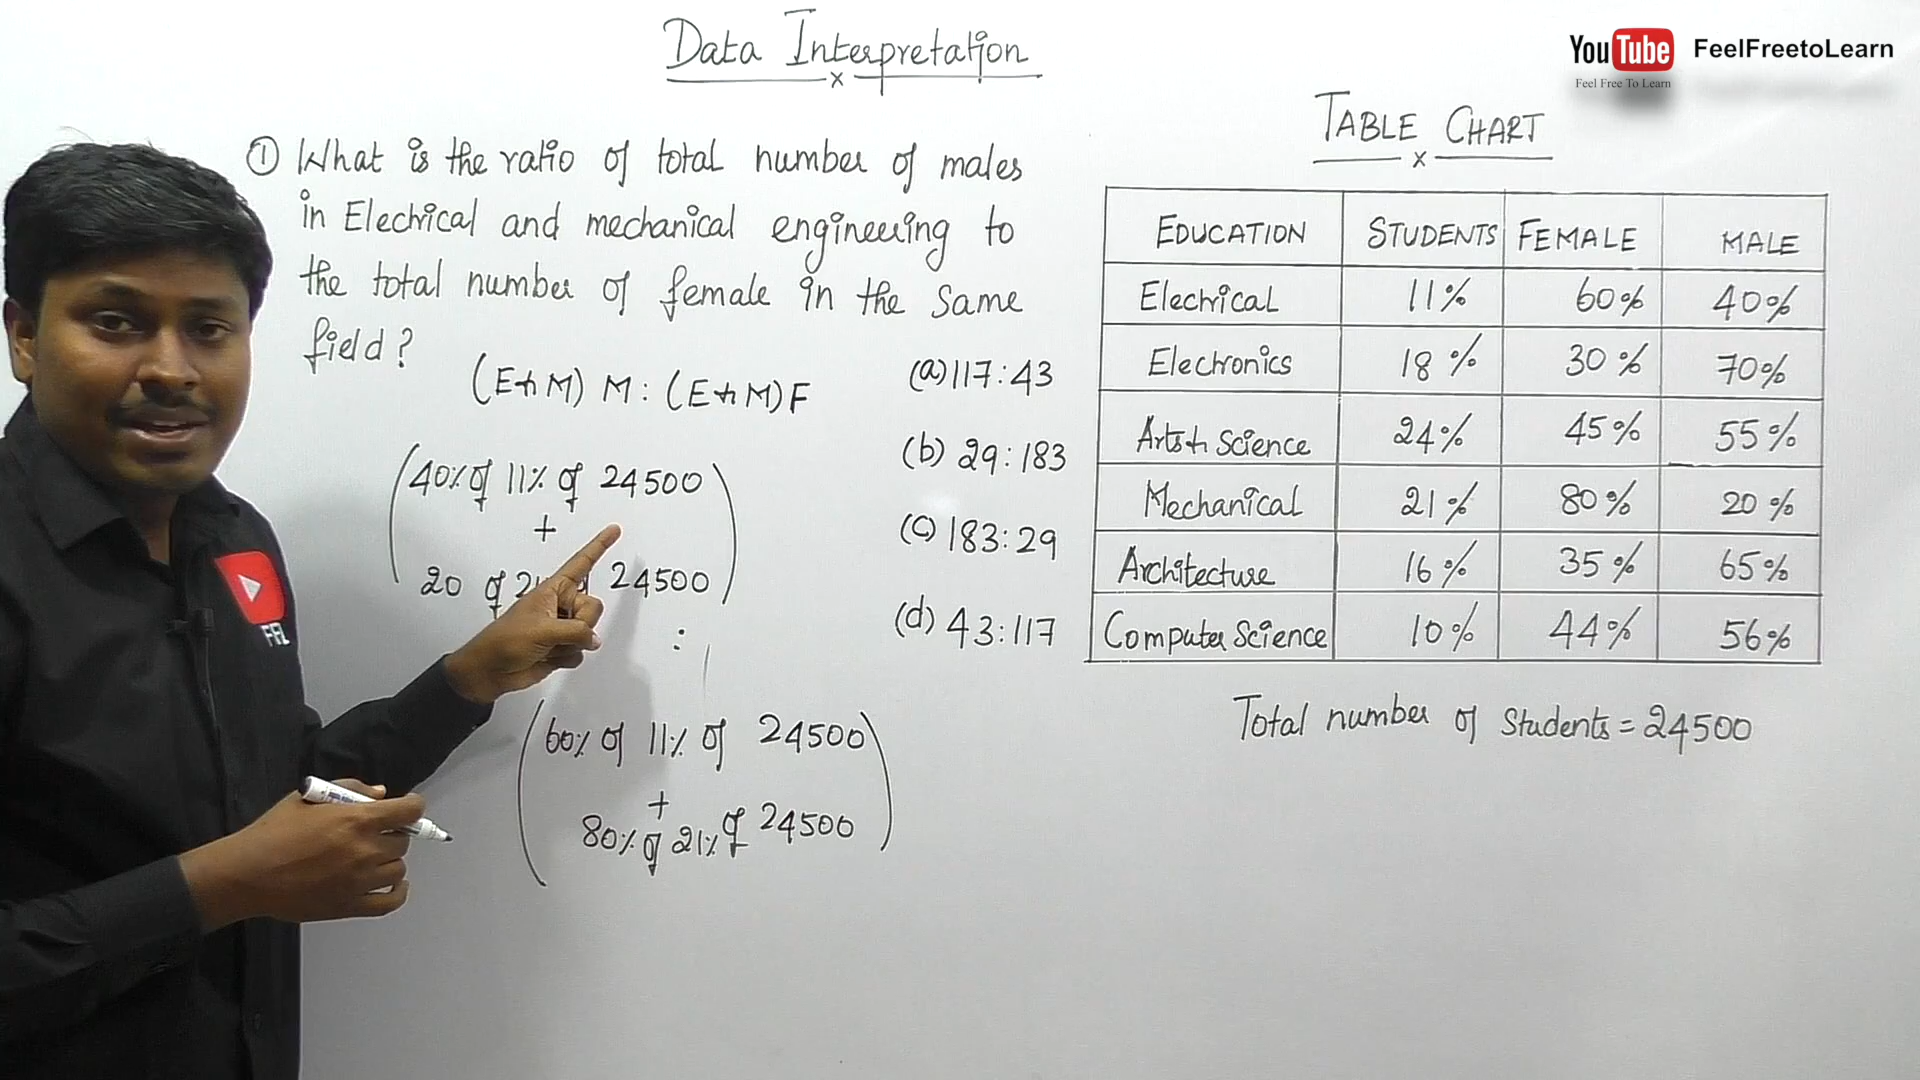 Data Interpretation
YouTube FeelFreetoLearn
Feel Free To Learn
① What is the ratio of total number of males
in Electrical and mechanical engineering to
the total number of female in the same
field?
(E+M) M : (E+M) F
(40% of 11% of 24500)
+
20 of 24500
:
(60% of 11% of 24500
+
80% of 21% of 24500)
(a) 117:43
(b) 29:183
(c) 183:29
(d) 43:117
TABLE CHART
EDUCATION STUDENTS FEMALE MALE
Electrical 11% 60% 40%
Electronics 18% 30% 70%
Arts+Science 24% 45% 55%
Mechanical 21% 80% 20%
Architecture 16% 35% 65%
Computer Science 10% 44% 56%
Total number of Students = 24500